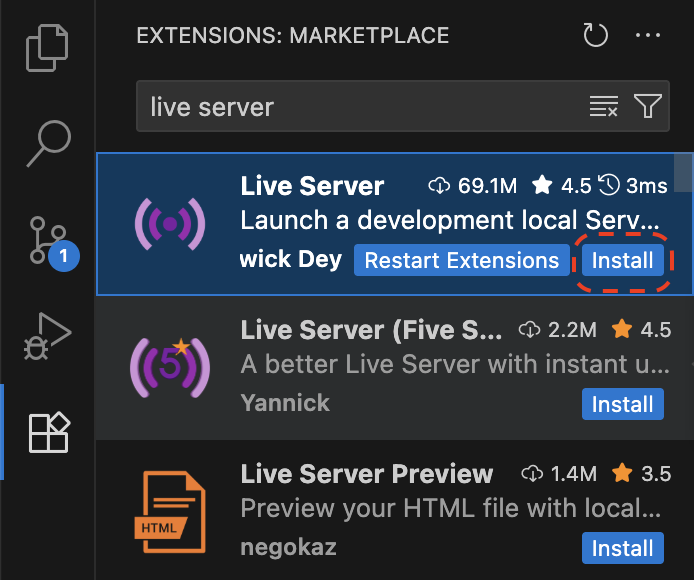 EXTENSIONS: MARKETPLACE
live server
Live Server 69.1M 4.5 3ms
Launch a development local Serv...
wick Dey Restart Extensions Install
1
Live Server (Five S... 2.2M 4.5
A better Live Server with instant u...
5
Yannick Install
Live Server Preview 1.4M 3.5
Preview your HTML file with local...
HTML
negokaz Install